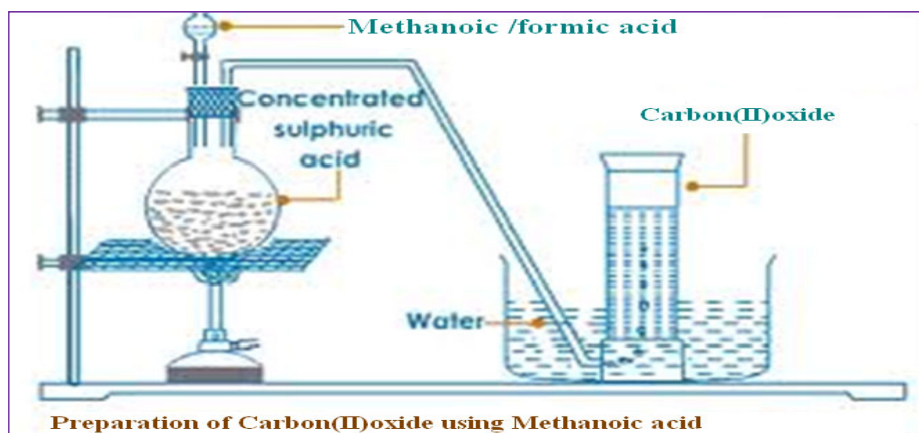 Methanoic /formic acid
Concentrated
sulphuric
acid
Carbon(II)oxide
Water
Preparation of Carbon(II)oxide using Methanoic acid